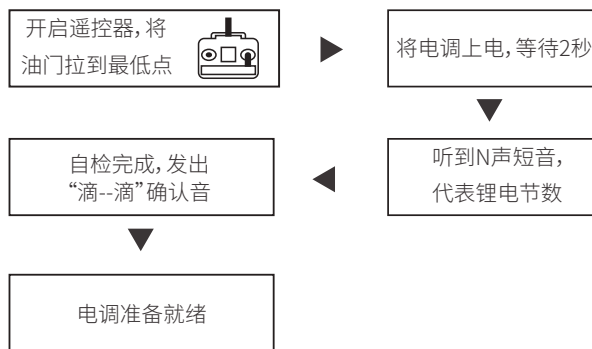 开启遥控器,将
油门拉到最低点
将电调上电,等待2秒
听到N声短音,
代表锂电节数
自检完成,发出
“滴--滴”确认音
电调准备就绪